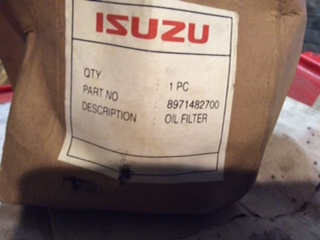 ISUZU
QTY : 1 PC
PART NO : 8971482700
DESCRIPTION : OIL FILTER